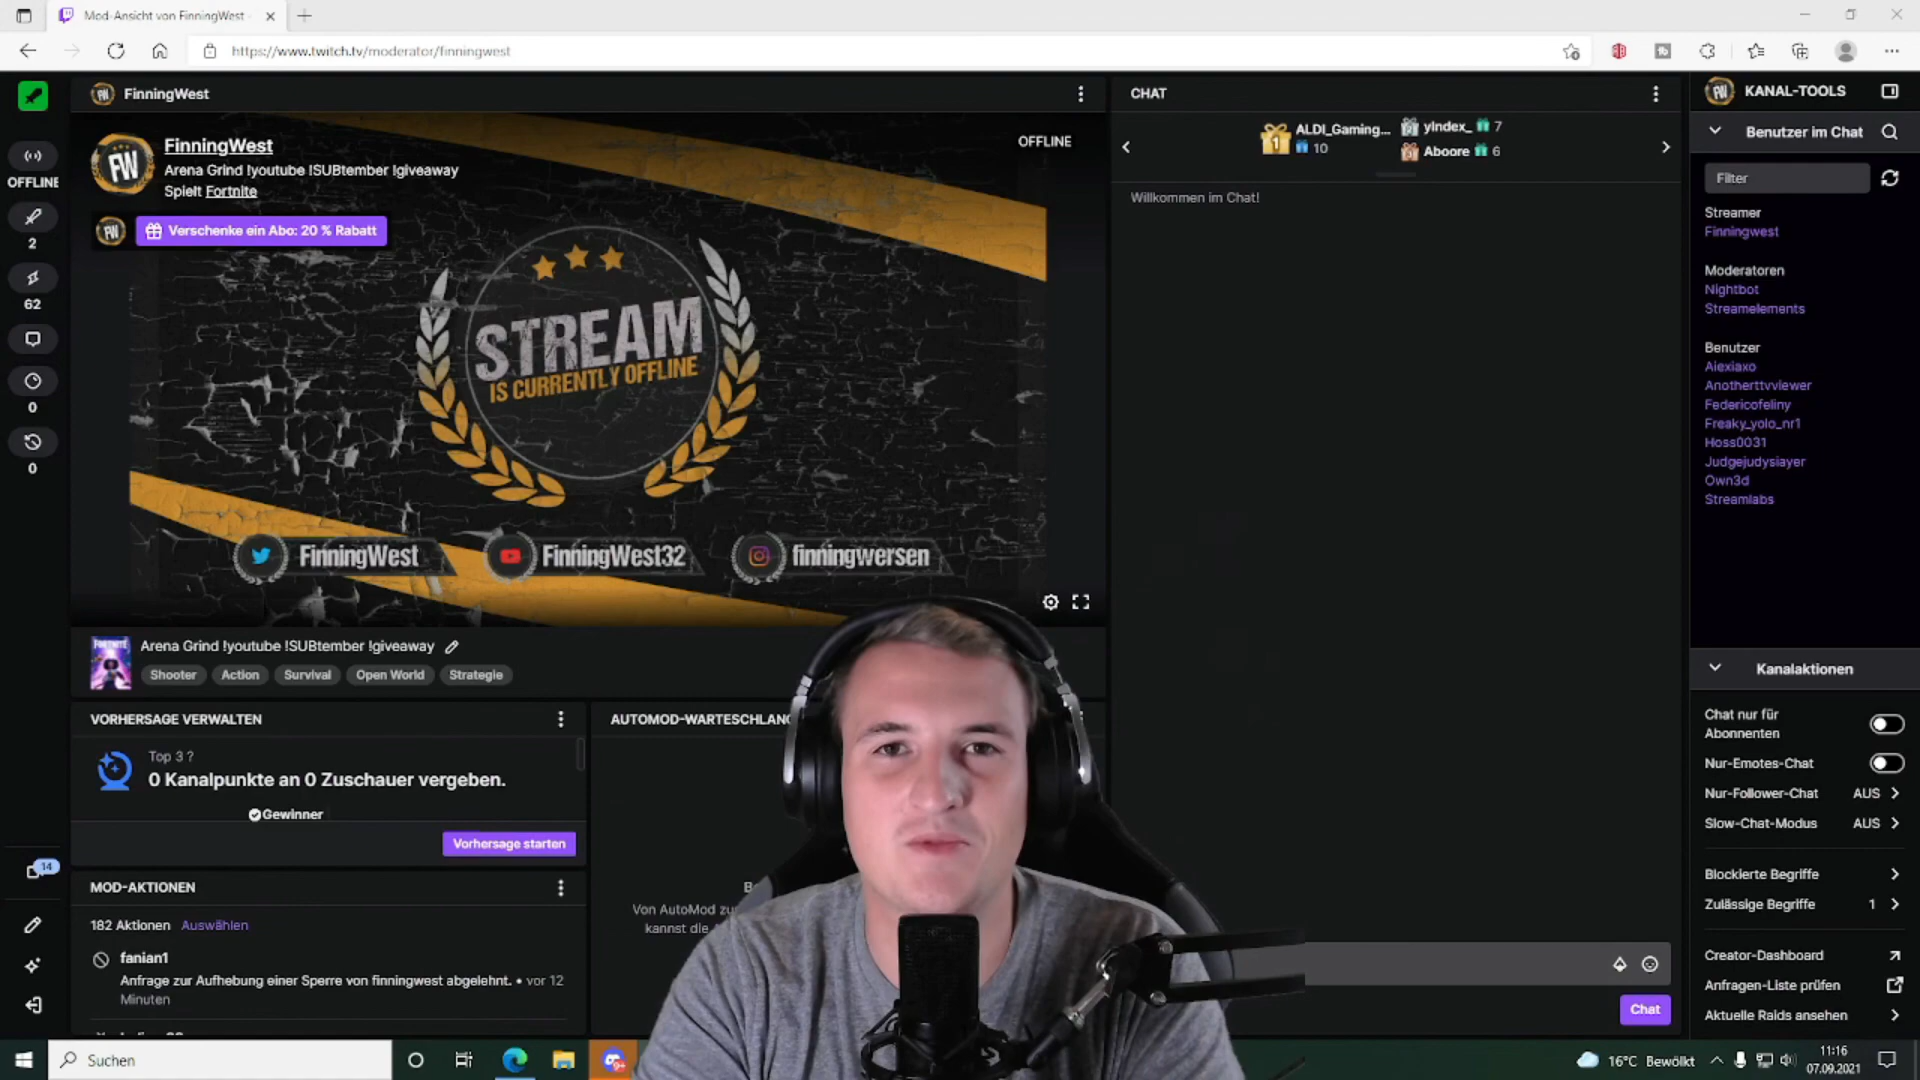 Mod-Ansicht von FinningWest
https://www.twitch.tv/moderator/finningwest
FinningWest
OFFLINE
2
62
0
0
14
FW
FinningWest
Arena Grind !youtube !SUBtember !giveaway
Spielt Fortnite
OFFLINE
Verschenke ein Abo: 20 % Rabatt
STREAM
IS CURRENTLY OFFLINE
FinningWest
FinningWest32
finningwersen
FORTNITE
Arena Grind !youtube !SUBtember !giveaway
Shooter
Action
Survival
Open World
Strategie
VORHERSAGE VERWALTEN
Top 3 ?
0 Kanalpunkte an 0 Zuschauer vergeben.
Gewinner
Vorhersage starten
MOD-AKTIONEN
182 Aktionen Auswählen
fanian1
Anfrage zur Aufhebung einer Sperre von finningwest abgelehnt. • vor 12
Minuten
AUTOMOD-WARTESCHLANG
Von AutoMod zu
kannst die
CHAT
1
ALDI_Gaming...
10
yIndex_ 7
Aboore 6
Willkommen im Chat!
Chat
KANAL-TOOLS
Benutzer im Chat
Filter
Streamer
Finningwest
Moderatoren
Nightbot
Streamelements
Benutzer
Alexiaxo
Anotherttvviewer
Federicofeliny
Freaky_yolo_nr1
Hoss0031
Judgejudysiayer
Own3d
Streamlabs
Kanalaktionen
Chat nur für
Abonnenten
Nur-Emotes-Chat
Nur-Follower-Chat AUS
Slow-Chat-Modus AUS
Blockierte Begriffe
Zulässige Begriffe 1
Creator-Dashboard
Anfragen-Liste prüfen
Aktuelle Raids ansehen
Suchen
16°C Bewölkt
11:16
07.09.2021